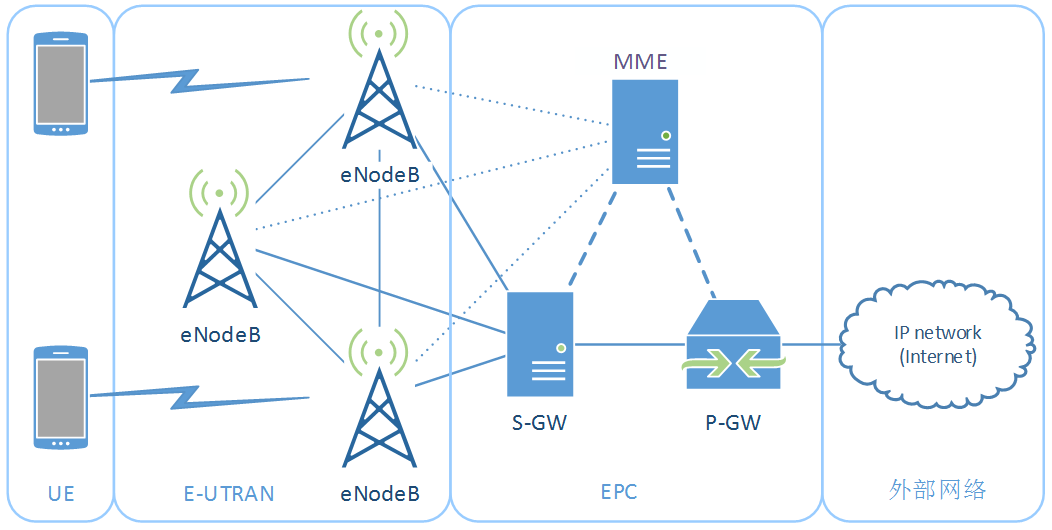 MME
eNodeB
eNodeB
IP network
(Internet)
S-GW
P-GW
eNodeB
UE
E-UTRAN
EPC
外部网络